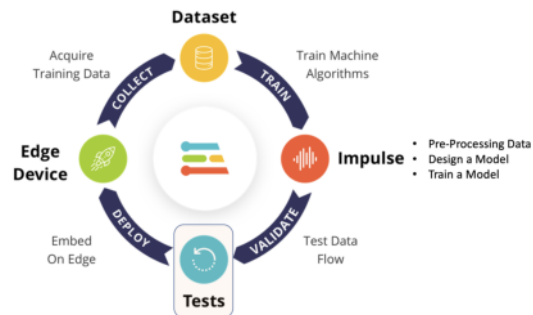 Dataset
Acquire
Training Data
COLLECT
TRAIN
Train Machine
Algorithms
Edge
Device
Impulse
• Pre-Processing Data
• Design a Model
• Train a Model
DEPLOY
VALIDATE
Embed
On Edge
Test Data
Flow
Tests